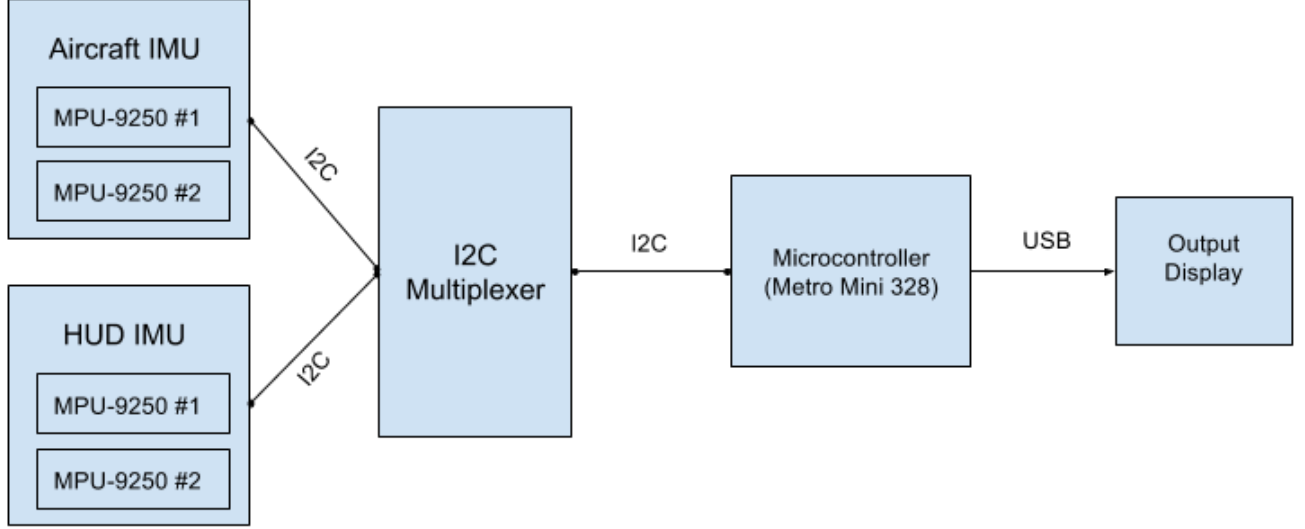 Aircraft IMU
MPU-9250 #1
MPU-9250 #2
I2C
HUD IMU
MPU-9250 #1
MPU-9250 #2
I2C
I2C
Multiplexer
I2C
Microcontroller
(Metro Mini 328)
USB
Output
Display